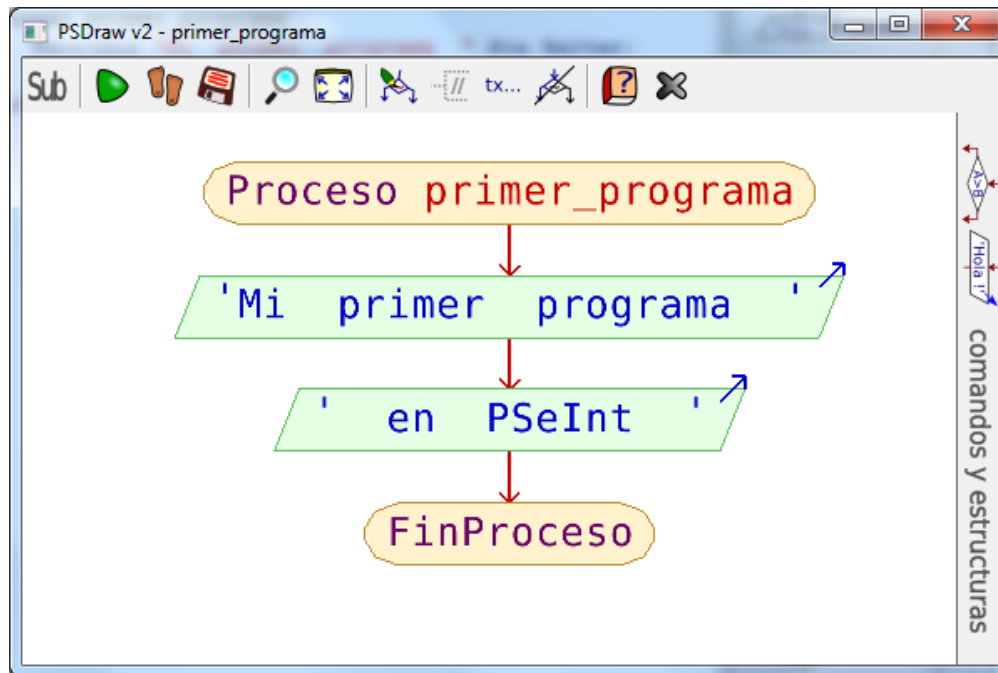 PSDraw v2 - primer_programa
Sub
tx...
Proceso primer_programa
'Mi primer programa '
' en PSeInt '
FinProceso
A>B
"Hola !"
comandos y estructuras